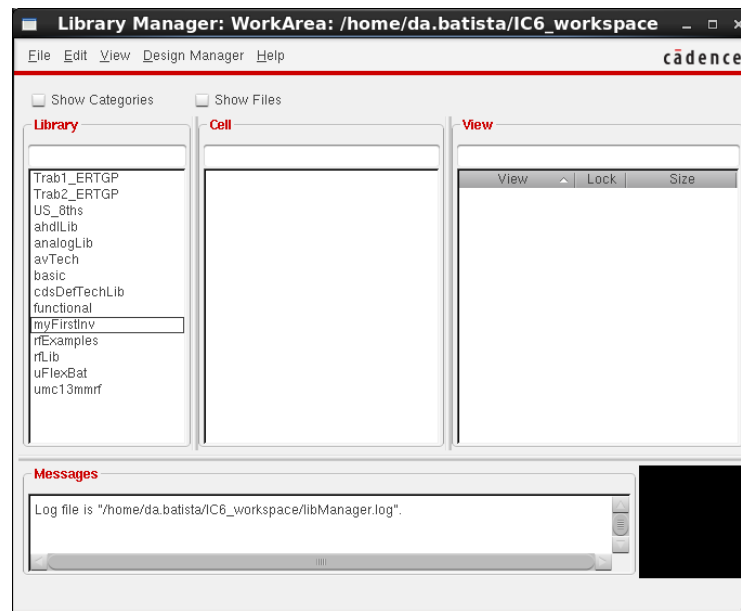 Library Manager: WorkArea: /home/da.batista/IC6_workspace
File Edit View Design Manager Help
cādence
Show Categories Show Files
Library Cell View
View Lock Size
Trab1_ERTGP
Trab2_ERTGP
US_8ths
ahdlLib
analogLib
avTech
basic
cdsDefTechLib
functional
myFirstInv
rfExamples
rfLib
uFlexBat
umc13mmrf
Messages
Log file is "/home/da.batista/IC6_workspace/libManager.log".